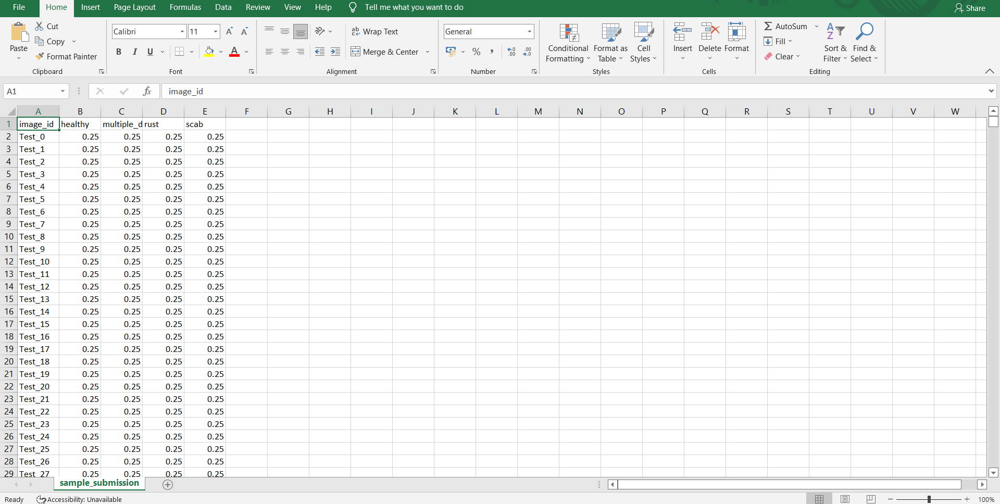 File Home Insert Page Layout Formulas Data Review View Help Tell me what you want to do Share
Paste Cut Copy Format Painter Clipboard
Calibri 11 A A B I U A Font
ab c Wrap Text Merge & Center Alignment
General % , .00 .00 Number
Conditional Formatting Format as Table Cell Styles Styles
Insert Delete Format Cells
AutoSum Fill Clear Sort & Filter Find & Select Editing
A1 fx image_id
A B C D E F G H I J K L M N O P Q R S T U V W
1 image_id healthy multiple_d rust scab
2 Test_0 0.25 0.25 0.25 0.25
3 Test_1 0.25 0.25 0.25 0.25
4 Test_2 0.25 0.25 0.25 0.25
5 Test_3 0.25 0.25 0.25 0.25
6 Test_4 0.25 0.25 0.25 0.25
7 Test_5 0.25 0.25 0.25 0.25
8 Test_6 0.25 0.25 0.25 0.25
9 Test_7 0.25 0.25 0.25 0.25
10 Test_8 0.25 0.25 0.25 0.25
11 Test_9 0.25 0.25 0.25 0.25
12 Test_10 0.25 0.25 0.25 0.25
13 Test_11 0.25 0.25 0.25 0.25
14 Test_12 0.25 0.25 0.25 0.25
15 Test_13 0.25 0.25 0.25 0.25
16 Test_14 0.25 0.25 0.25 0.25
17 Test_15 0.25 0.25 0.25 0.25
18 Test_16 0.25 0.25 0.25 0.25
19 Test_17 0.25 0.25 0.25 0.25
20 Test_18 0.25 0.25 0.25 0.25
21 Test_19 0.25 0.25 0.25 0.25
22 Test_20 0.25 0.25 0.25 0.25
23 Test_21 0.25 0.25 0.25 0.25
24 Test_22 0.25 0.25 0.25 0.25
25 Test_23 0.25 0.25 0.25 0.25
26 Test_24 0.25 0.25 0.25 0.25
27 Test_25 0.25 0.25 0.25 0.25
28 Test_26 0.25 0.25 0.25 0.25
29 Test_27 0.25 0.25 0.25 0.25
sample_submission
Ready Accessibility: Unavailable 100%